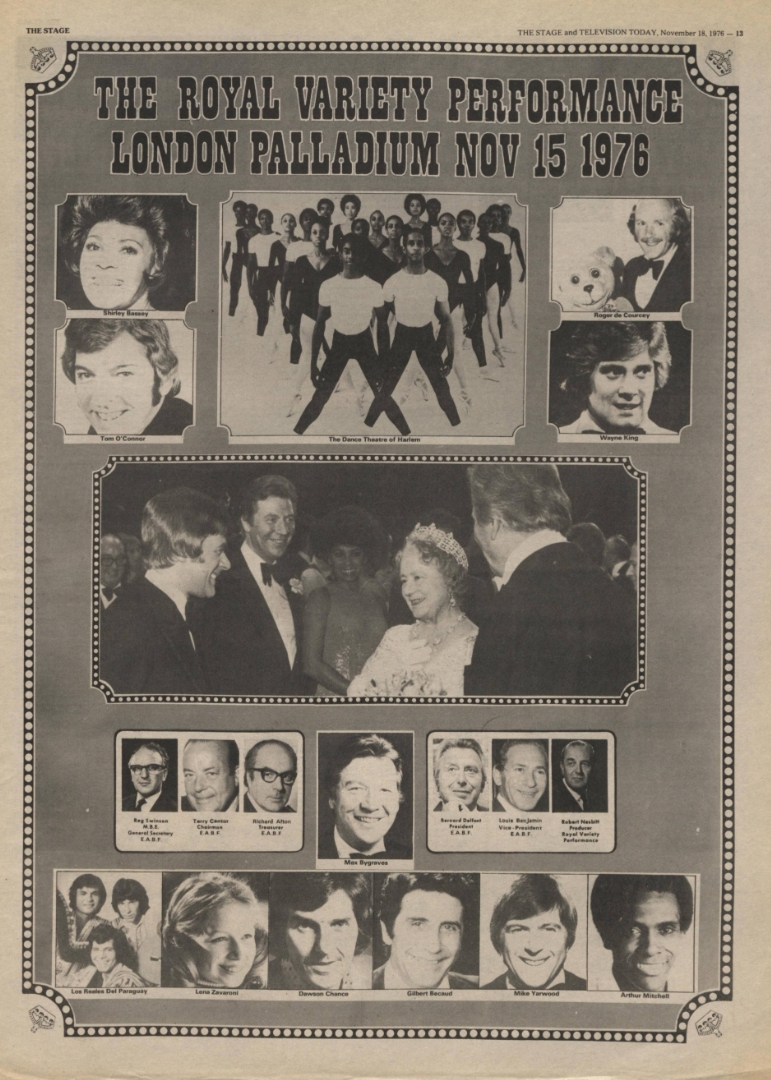 THE STAGE
THE STAGE and TELEVISION TODAY, November 18, 1976 — 13
THE ROYAL VARIETY PERFORMANCE
LONDON PALLADIUM NOV 15 1976
Shirley Bassey
Roger de Courcey
Tom O'Connor
The Dance Theatre of Harlem
Wayne King
Reg Swinson
M.B.E.
General Secretary
E.A.B.F.
Terry Cantor
Chairman
E.A.B.F.
Richard Afton
Treasurer
E.A.B.F.
Max Bygraves
Bernard Delfont
President
E.A.B.F.
Louis Benjamin
Vice-President
E.A.B.F.
Robert Nesbitt
Producer
Royal Variety
Performance
Los Reales Del Paraguay
Lena Zavaroni
Dawson Chance
Gilbert Becaud
Mike Yarwood
Arthur Mitchell